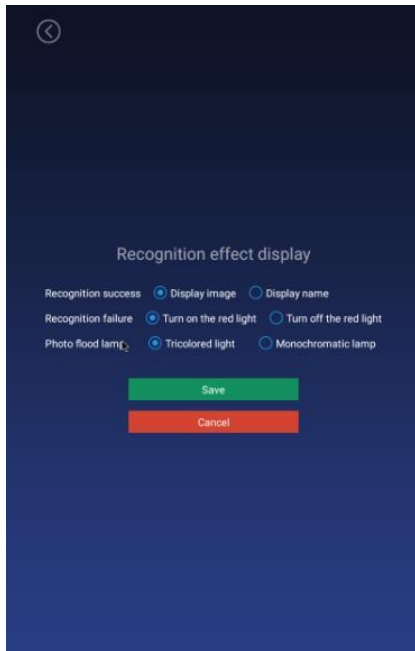 Recognition effect display
Recognition success Display image Display name
Recognition failure Turn on the red light Turn off the red light
Photo flood lamp Tricolored light Monochromatic lamp
Save
Cancel